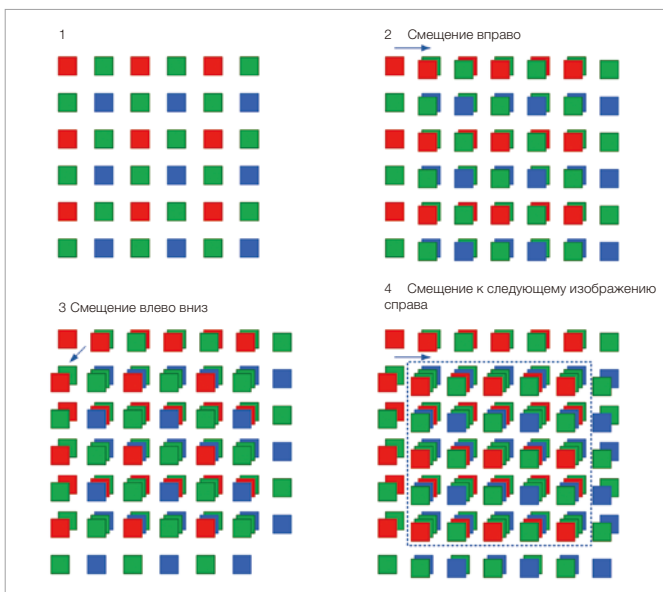 1
2 Смещение вправо
3 Смещение влево вниз
4 Смещение к следующему изображению
справа